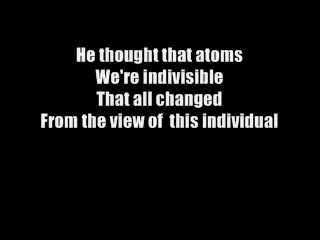 He thought that atoms
We're indivisible
That all changed
From the view of  this individual